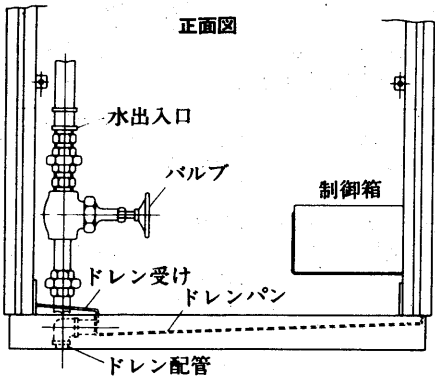 正面図
水出入口
バルブ
制御箱
ドレン受け
ドレンパン
ドレン配管